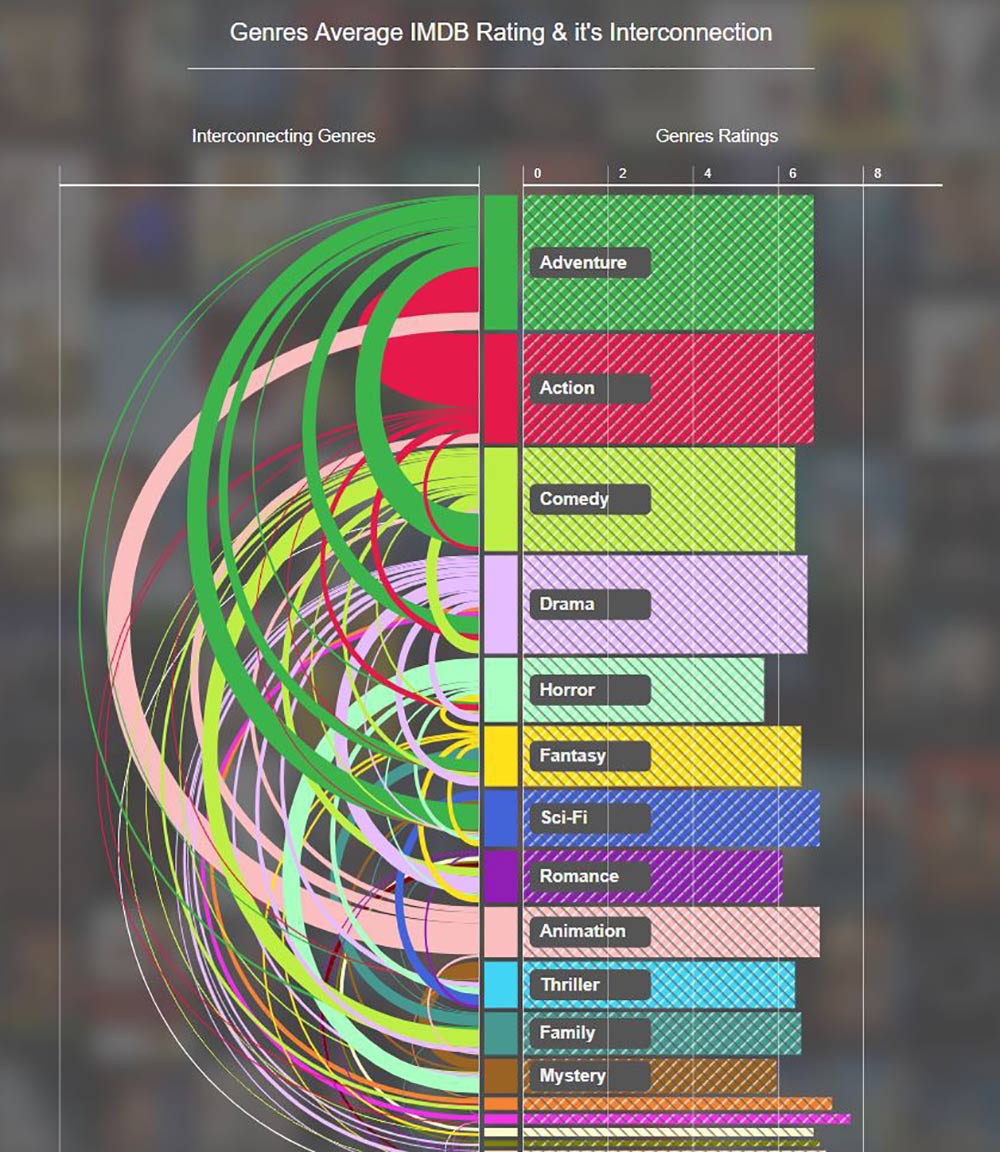 Genres Average IMDB Rating & it's Interconnection
Interconnecting Genres
Genres Ratings
0 2 4 6 8
Adventure
Action
Comedy
Drama
Horror
Fantasy
Sci-Fi
Romance
Animation
Thriller
Family
Mystery